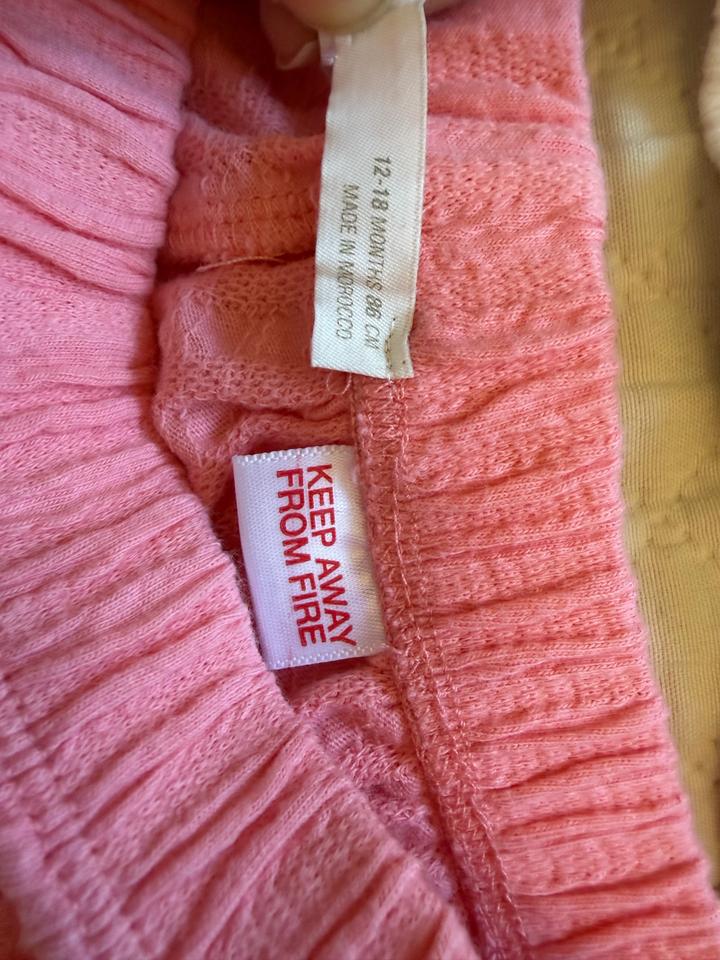 12-18 MONTHS 86 CM
MADE IN MOROCCO
KEEP AWAY
FROM FIRE